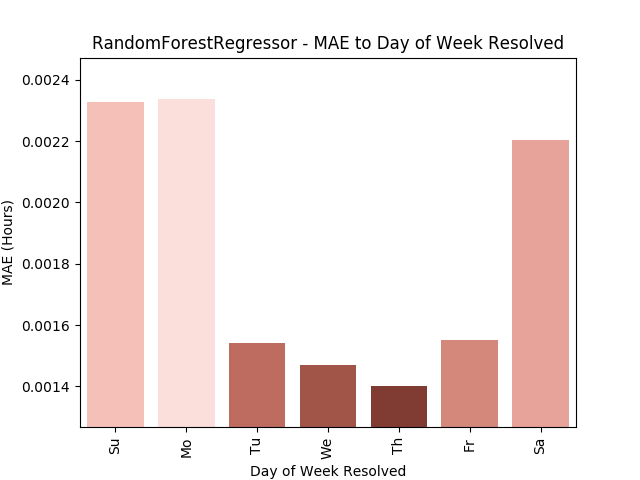 RandomForestRegressor - MAE to Day of Week Resolved
0.0024
0.0022
0.0020
0.0018
0.0016
0.0014
MAE (Hours)
Su
Mo
Tu
We
Th
Fr
Sa
Day of Week Resolved